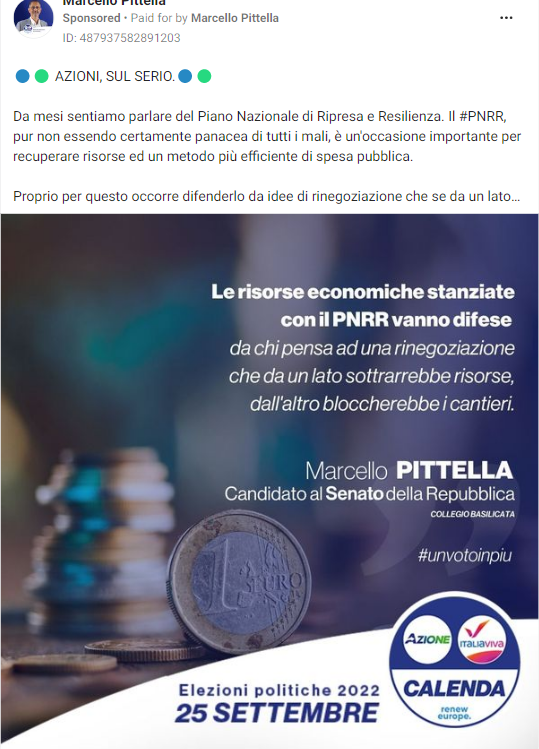 Marcello Pittella
Sponsored • Paid for by Marcello Pittella
ID: 487937582891203
AZIONI, SUL SERIO.
Da mesi sentiamo parlare del Piano Nazionale di Ripresa e Resilienza. Il #PNRR,
pur non essendo certamente panacea di tutti i mali, è un'occasione importante per
recuperare risorse ed un metodo più efficiente di spesa pubblica.
Proprio per questo occorre difenderlo da idee di rinegoziazione che se da un lato...
Le risorse economiche stanziate
con il PNRR vanno difese
da chi pensa ad una rinegoziazione
che da un lato sottrarrebbe risorse,
dall'altro bloccherebbe i cantieri.
Marcello PITTELLA
Candidato al Senato della Repubblica
COLLEGIO BASILICATA
#unvotoinpiu
1 EURO
AZIONE
ITALIAVIVA
CALENDA
renew
europe.
Elezioni politiche 2022
25 SETTEMBRE